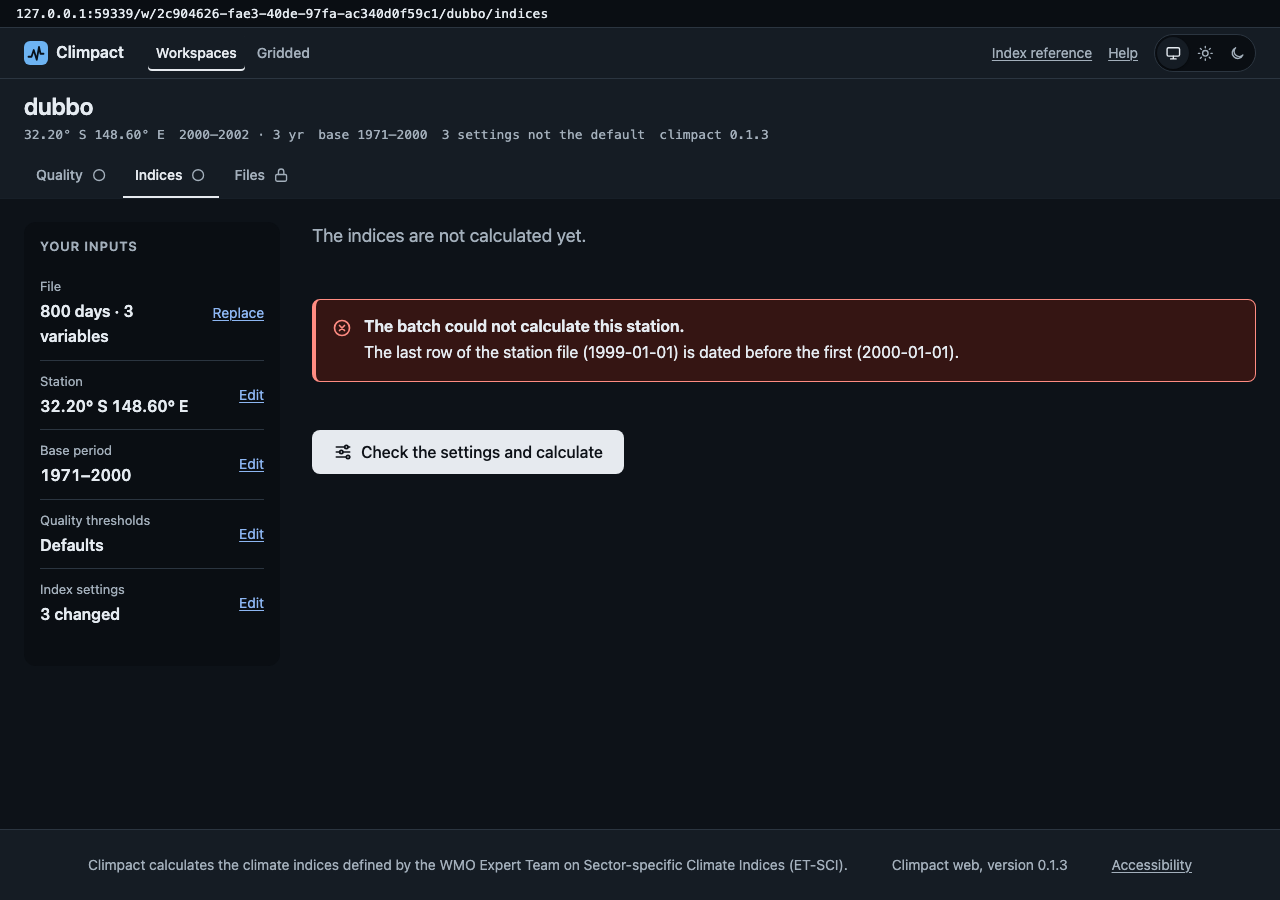 127.0.0.1:59339/w/2c904626-fae3-40de-97fa-ac340d0f59c1/dubbo/indices
Climpact
Workspaces
Gridded
Index reference
Help
dubbo
32.20° S 148.60° E 2000–2002 · 3 yr base 1971–2000 3 settings not the default climpact 0.1.3
Quality
Indices
Files
YOUR INPUTS
File
800 days · 3 variables
Replace
Station
32.20° S 148.60° E
Edit
Base period
1971–2000
Edit
Quality thresholds
Defaults
Edit
Index settings
3 changed
Edit
The indices are not calculated yet.
The batch could not calculate this station.
The last row of the station file (1999-01-01) is dated before the first (2000-01-01).
Check the settings and calculate
Climpact calculates the climate indices defined by the WMO Expert Team on Sector-specific Climate Indices (ET-SCI).
Climpact web, version 0.1.3
Accessibility